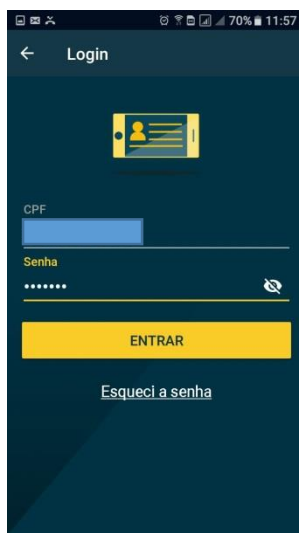 70% 11:57
Login
CPF
Senha
•••••••
ENTRAR
Esqueci a senha